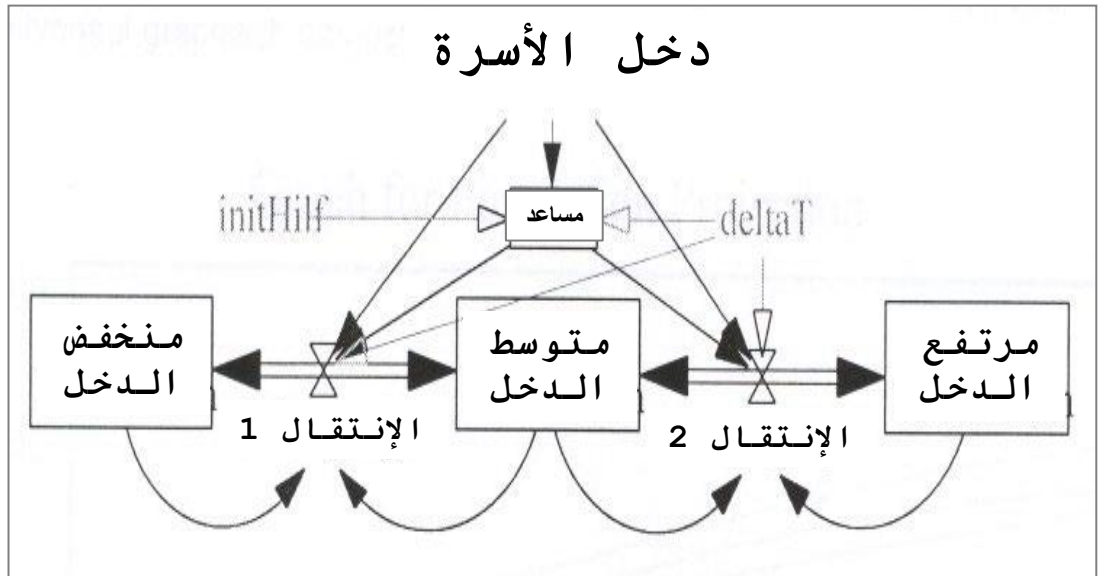 دخل الأسرة
initHilf
مساعد
deltaT
منخفض
الدخل
متوسط
الدخل
مرتفع
الدخل
الإنتقال 1
الإنتقال 2